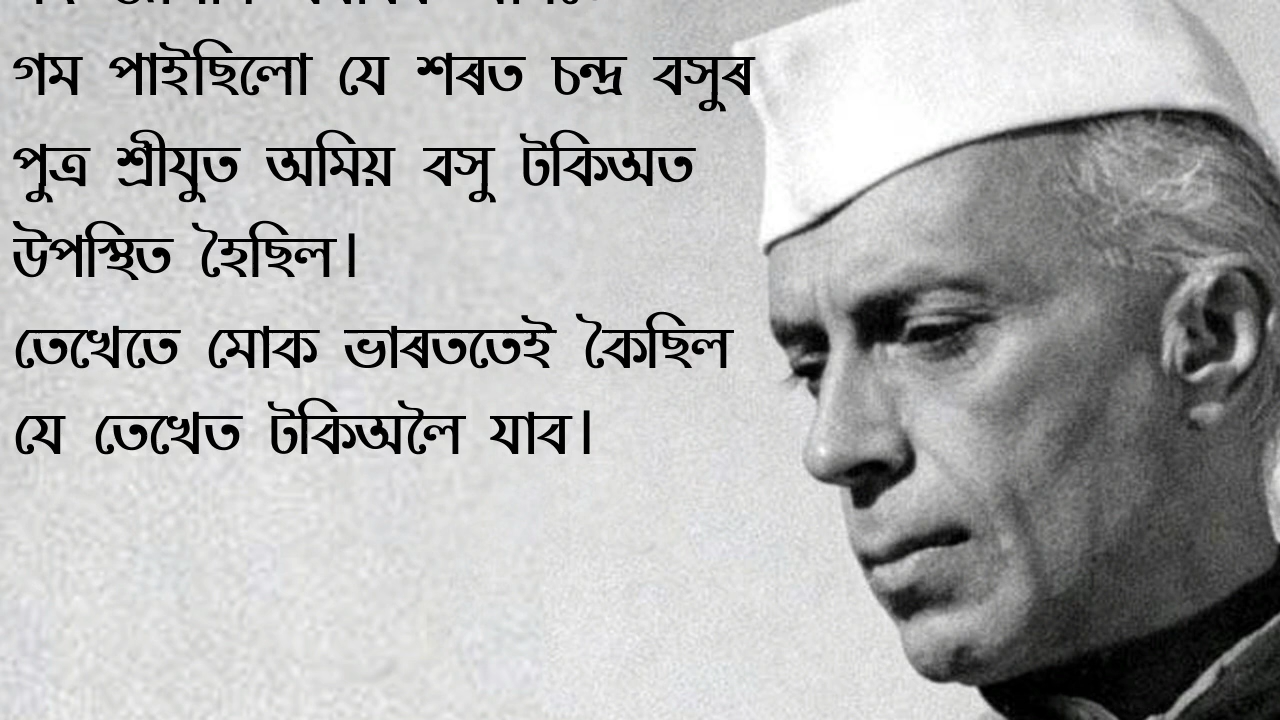 গম পাইছিলো যে শৰত চন্দ্ৰ বসুৰ
পুত্ৰ শ্ৰীযুত অমিয় বসু টকিঅত
উপস্থিত হৈছিল।
তেখেতে মোক ভাৰততেই কৈছিল
যে তেখেত টকিঅলৈ যাব।